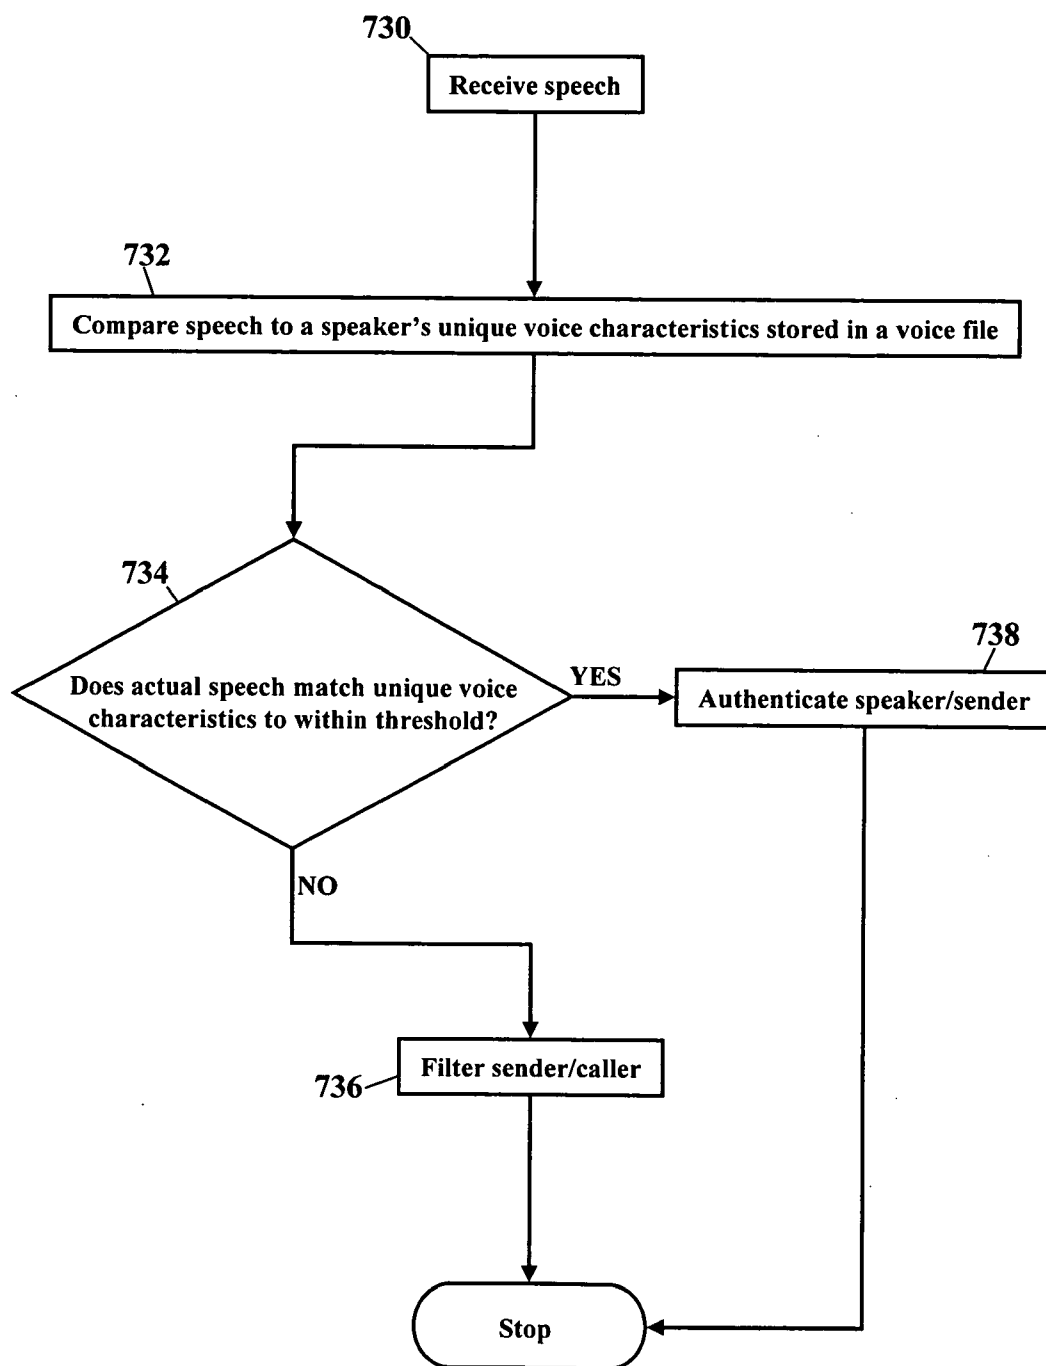 730
Receive speech
732
Compare speech to a speaker's unique voice characteristics stored in a voice file
734
Does actual speech match unique voice
characteristics to within threshold?
YES
738
Authenticate speaker/sender
NO
736
Filter sender/caller
Stop